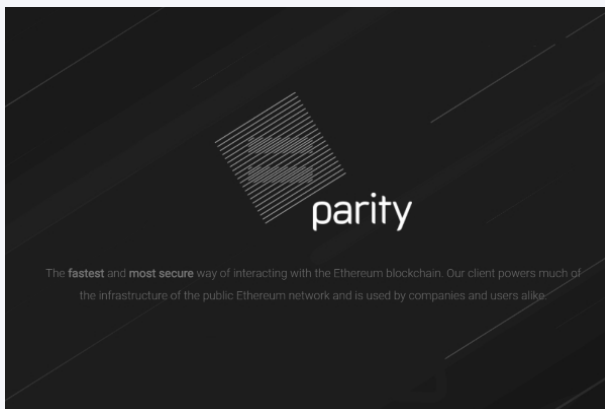 parity
The fastest and most secure way of interacting with the Ethereum blockchain. Our client powers much of
the infrastructure of the public Ethereum network and is used by companies and users alike.